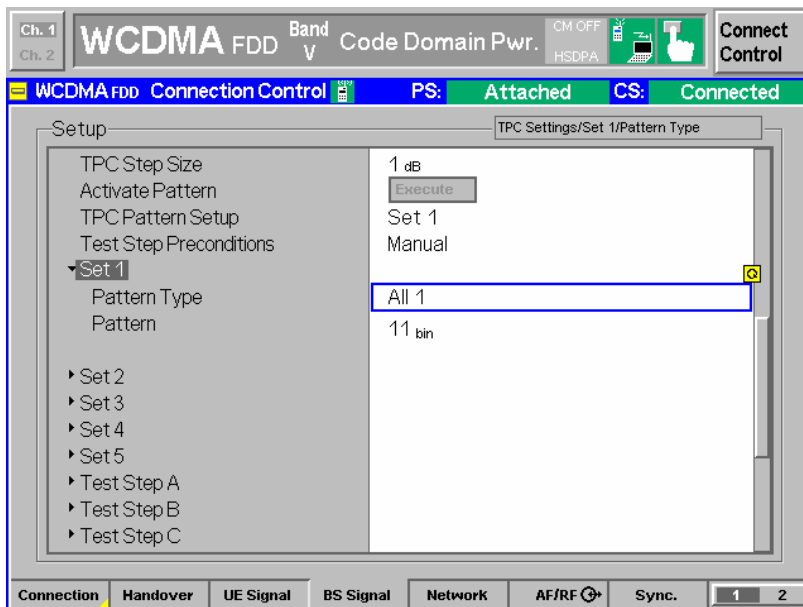 Ch. 1
Ch. 2
WCDMA FDD Band V Code Domain Pwr.
CM OFF
HSDPA
Connect Control
WCDMA FDD Connection Control PS: Attached CS: Connected
Setup TPC Settings/Set 1/Pattern Type
TPC Step Size 1 dB
Activate Pattern Execute
TPC Pattern Setup Set 1
Test Step Preconditions Manual
Set 1
Pattern Type All 1
Pattern 11 bin
Set 2
Set 3
Set 4
Set 5
Test Step A
Test Step B
Test Step C
Connection Handover UE Signal BS Signal Network AF/RF Sync. 1 2